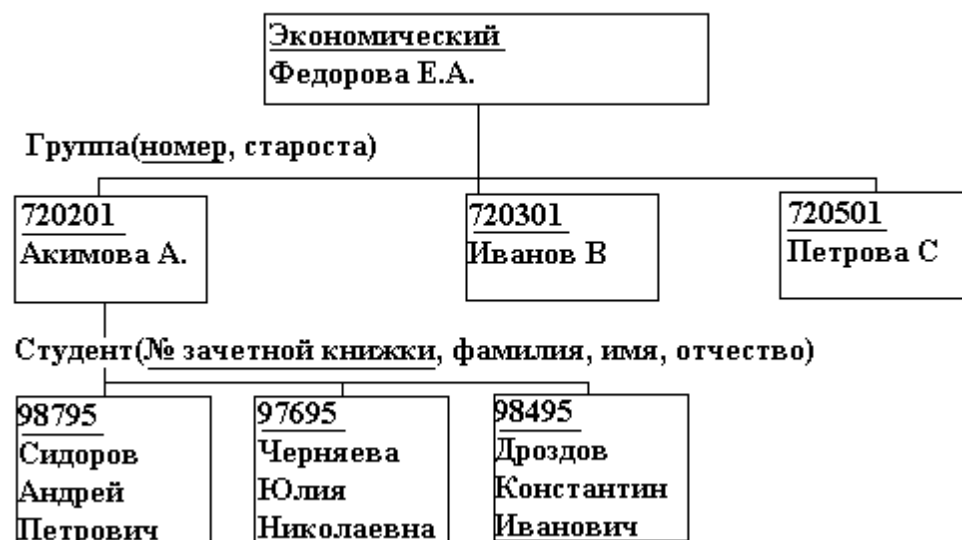 Экономический
Федорова Е.А.
Группа(номер, староста)
720201
Акимова А.
720301
Иванов В
720501
Петрова С
Студент(№ зачетной книжки, фамилия, имя, отчество)
98795
Сидоров
Андрей
Петрович
97695
Черняева
Юлия
Николаевна
98495
Дроздов
Константин
Иванович